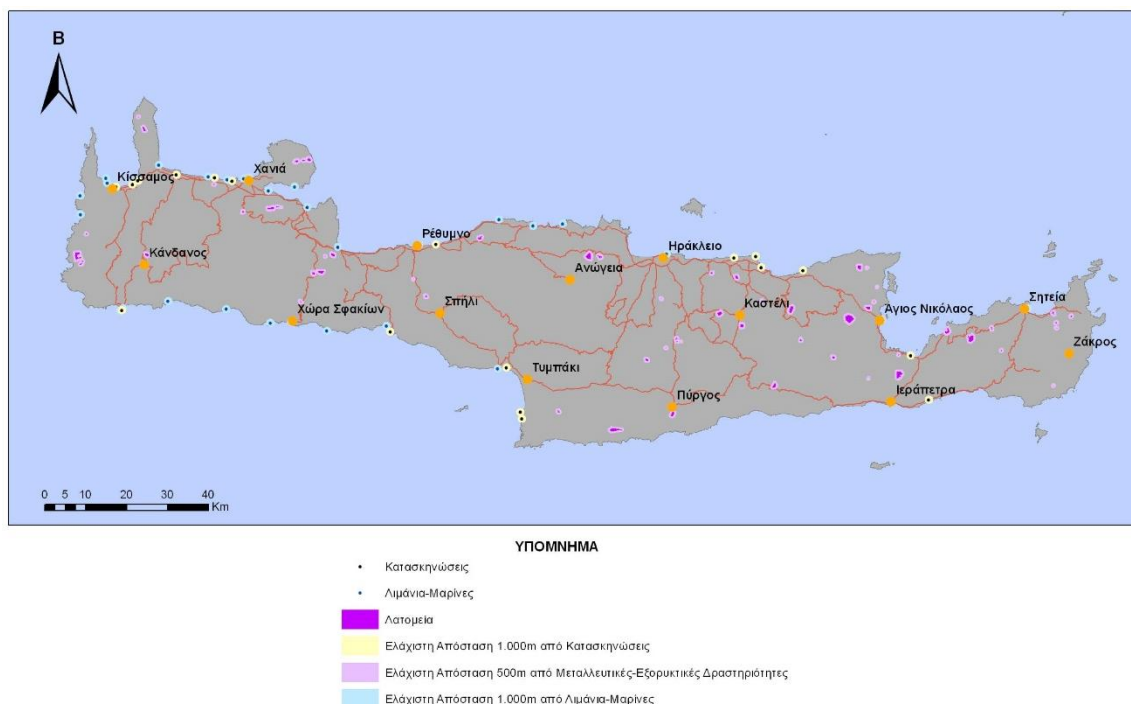 Β
Χανιά
Κίσσαμος
Ρέθυμνο
Ηράκλειο
Κάνδανος
Ανώγεια
Σπήλι
Καστέλι
Χώρα Σφακίων
Άγιος Νικόλαος
Σητεία
Ζάκρος
Τυμπάκι
Πύργος
Ιεράπετρα
0 5 10 20 30 40
Km
ΥΠΟΜΝΗΜΑ
Κατασκηνώσεις
Λιμάνια-Μαρίνες
Λατομεία
Ελάχιστη Απόσταση 1.000m από Κατασκηνώσεις
Ελάχιστη Απόσταση 500m από Μεταλλευτικές-Εξορυκτικές Δραστηριότητες
Ελάχιστη Απόσταση 1.000m από Λιμάνια-Μαρίνες